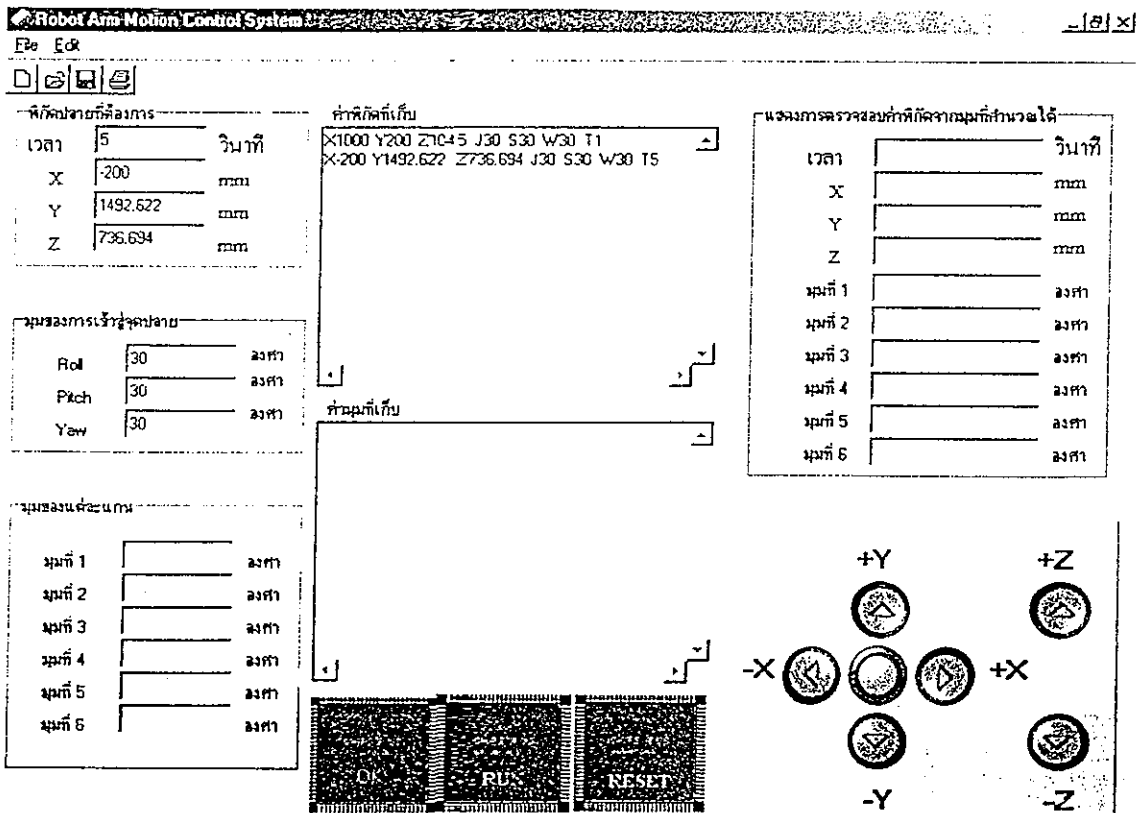 Robot Arm Motion Control System
File Edit
พิกัดปลายที่ต้องการ
เวลา 5 วินาที
X -200 mm
Y 1492.622 mm
Z 736.694 mm
มุมของการเข้าสู่จุดปลาย
Roll 30 องศา
Pitch 30 องศา
Yaw 30 องศา
มุมของแต่ละแกน
มุมที่ 1 องศา
มุมที่ 2 องศา
มุมที่ 3 องศา
มุมที่ 4 องศา
มุมที่ 5 องศา
มุมที่ 6 องศา
ค่าพิกัดที่เก็บ
X1000 Y200 Z1045 J30 S30 W30 T1
X-200 Y1492.622 Z736.694 J30 S30 W30 T5
ค่ามุมที่เก็บ
OK RUN RESET
แสดงการตรวจสอบค่าพิกัดจากมุมที่คำนวณได้
เวลา วินาที
X mm
Y mm
Z mm
มุมที่ 1 องศา
มุมที่ 2 องศา
มุมที่ 3 องศา
มุมที่ 4 องศา
มุมที่ 5 องศา
มุมที่ 6 องศา
+Y +Z
-X +X
-Y -Z